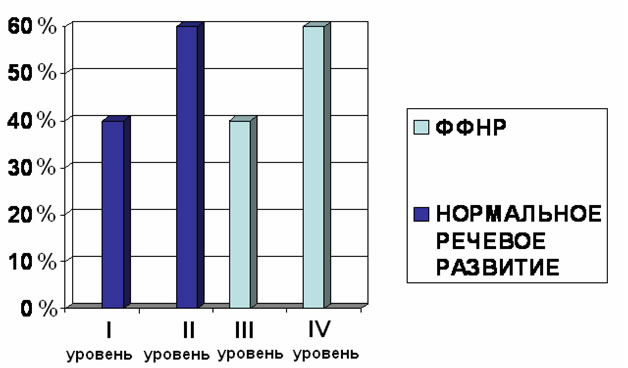 60 %
50 %
40 %
30 %
20 %
10 %
0 %
I II III IV
уровень уровень уровень уровень
ФФНР
НОРМАЛЬНОЕ
РЕЧЕВОЕ
РАЗВИТИЕ